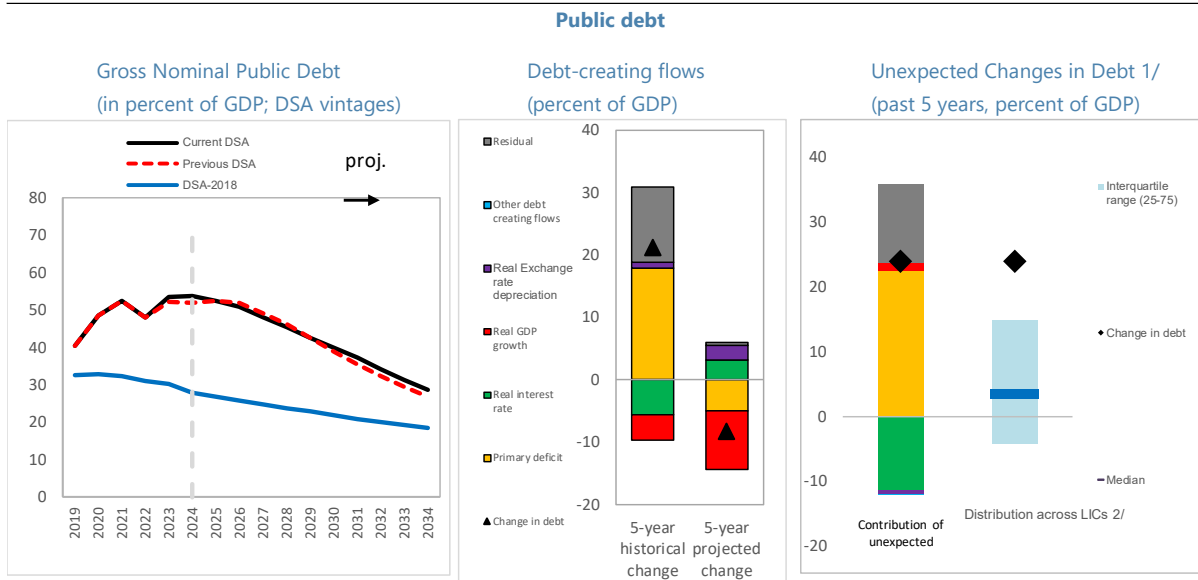 Public debt
Gross Nominal Public Debt
(in percent of GDP; DSA vintages)
Current DSA
Previous DSA
DSA-2018
proj.
80
70
60
50
40
30
20
10
0
2019
2020
2021
2022
2023
2024
2025
2026
2027
2028
2029
2030
2031
2032
2033
2034
Debt-creating flows
(percent of GDP)
Residual
Other debt
creating flows
Real Exchange
rate
depreciation
Real GDP
growth
Real interest
rate
Primary deficit
Change in debt
40
30
20
10
0
-10
-20
5-year
historical
change
5-year
projected
change
Unexpected Changes in Debt 1/
(past 5 years, percent of GDP)
40
30
20
10
0
-10
-20
Interquartile
range (25-75)
Change in debt
Median
Contribution of
unexpected
Distribution across LICs 2/